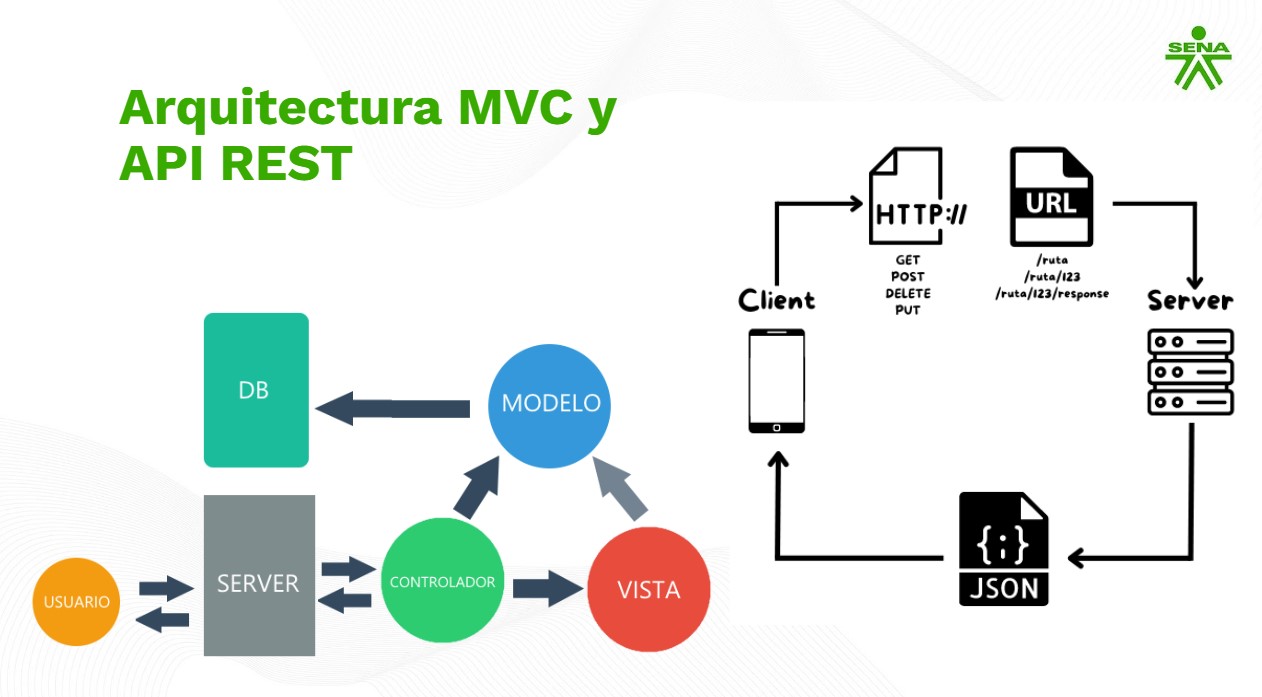 SENA
Arquitectura MVC y
API REST
DB
MODELO
USUARIO
SERVER
CONTROLADOR
VISTA
HTTP://
GET
POST
DELETE
PUT
URL
/ruta
/ruta/123
/ruta/123/response
Client
Server
{;}
JSON